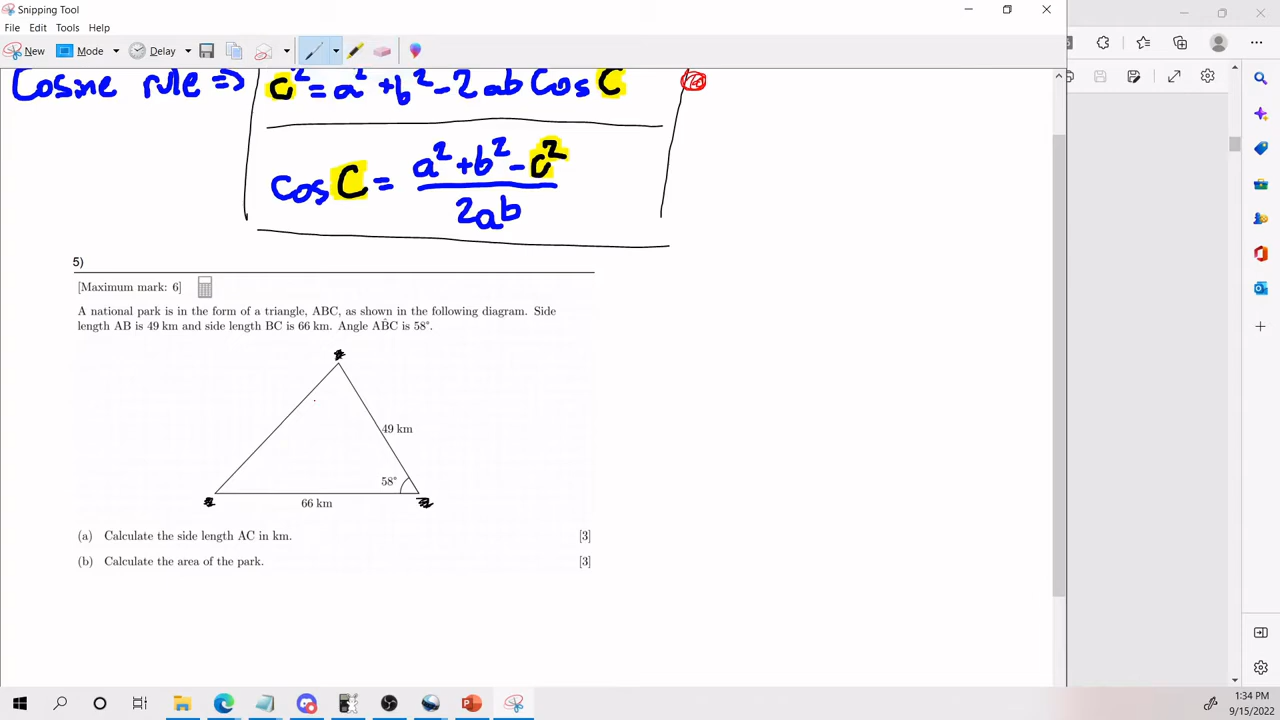 Snipping Tool
File Edit Tools Help
New Mode Delay
Cosine rule ⇒ c² = a² + b² - 2ab Cos C
Cos C = a² + b² - c² / 2ab
5)
[Maximum mark: 6]
A national park is in the form of a triangle, ABC, as shown in the following diagram. Side
length AB is 49 km and side length BC is 66 km. Angle AB̂C is 58°.
49 km
58°
66 km
(a) Calculate the side length AC in km. [3]
(b) Calculate the area of the park. [3]
1:34 PM
9/15/2022